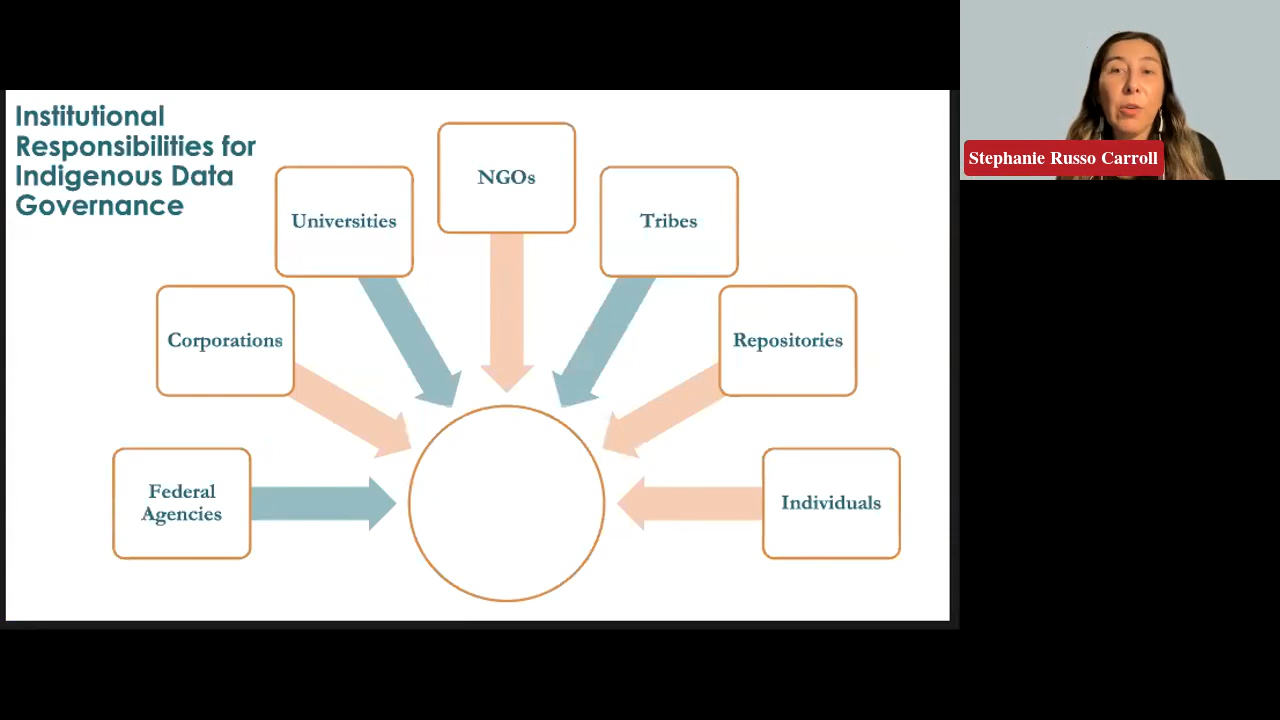 Institutional
Responsibilities for
Indigenous Data
Governance
NGOs
Universities
Tribes
Corporations
Repositories
Federal
Agencies
Individuals
Stephanie Russo Carroll